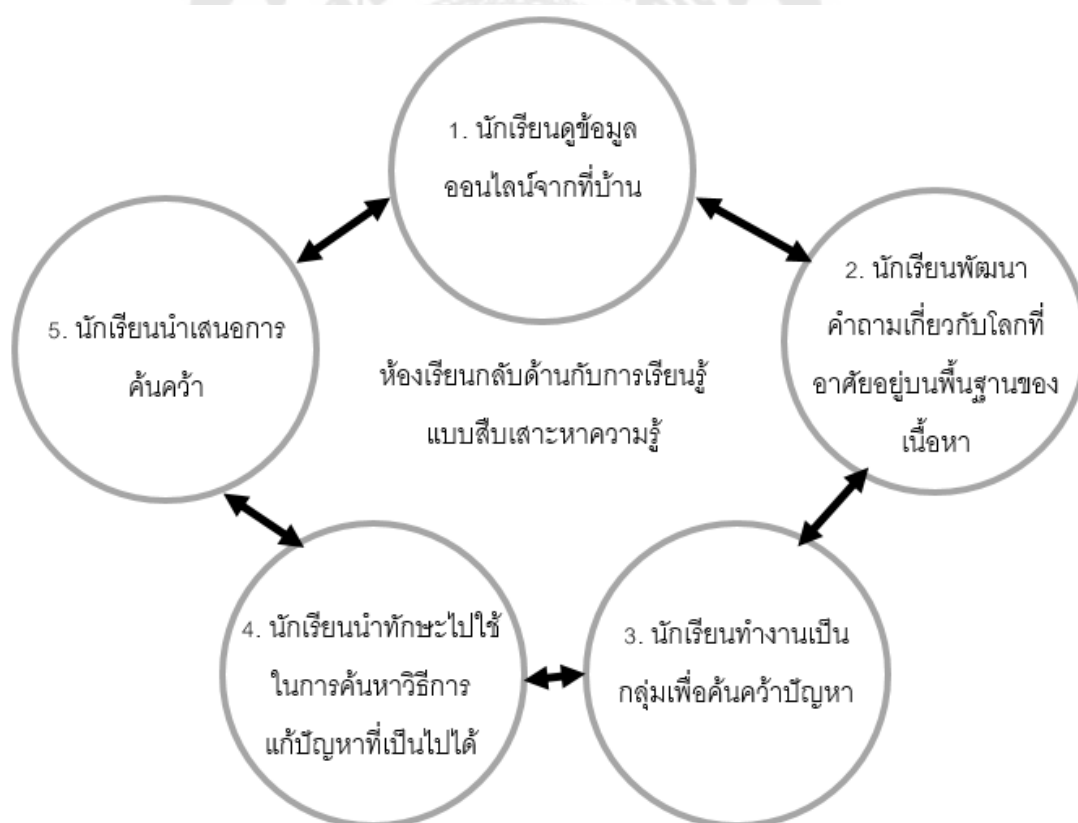 1. นักเรียนดูข้อมูล
ออนไลน์จากที่บ้าน
2. นักเรียนพัฒนา
คำถามเกี่ยวกับโลกที่
อาศัยอยู่บนพื้นฐานของ
เนื้อหา
3. นักเรียนทำงานเป็น
กลุ่มเพื่อค้นคว้าปัญหา
4. นักเรียนนำทักษะไปใช้
ในการค้นหาวิธีการ
แก้ปัญหาที่เป็นไปได้
5. นักเรียนนำเสนอการ
ค้นคว้า
ห้องเรียนกลับด้านกับการเรียนรู้
แบบสืบเสาะหาความรู้